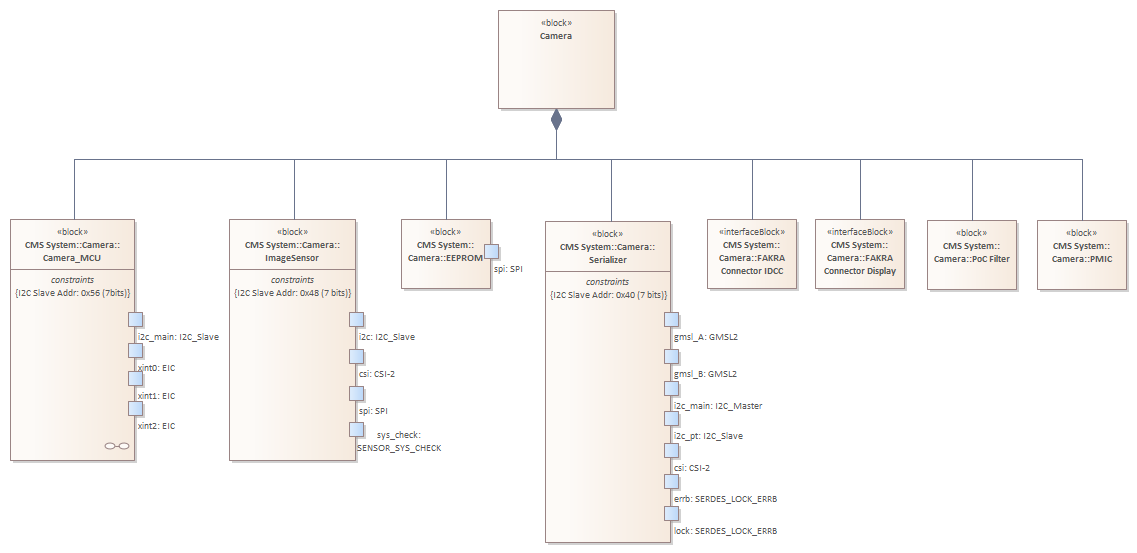 «block»
Camera
«block»
CMS System::Camera::
Camera_MCU
constraints
{I2C Slave Addr: 0x56 (7bits)}
i2c_main: I2C_Slave
xint0: EIC
xint1: EIC
xint2: EIC
«block»
CMS System::Camera::
ImageSensor
constraints
{I2C Slave Addr: 0x48 (7 bits)}
i2c: I2C_Slave
csi: CSI-2
spi: SPI
sys_check:
SENSOR_SYS_CHECK
«block»
CMS System::
Camera::EEPROM
spi: SPI
«block»
CMS System::Camera::
Serializer
constraints
{I2C Slave Addr: 0x40 (7 bits)}
gmsl_A: GMSL2
gmsl_B: GMSL2
i2c_main: I2C_Master
i2c_pt: I2C_Slave
csi: CSI-2
errb: SERDES_LOCK_ERRB
lock: SERDES_LOCK_ERRB
«interfaceBlock»
CMS System::
Camera::FAKRA
Connector IDCC
«interfaceBlock»
CMS System::
Camera::FAKRA
Connector Display
«block»
CMS System::
Camera::PoC Filter
«block»
CMS System::
Camera::PMIC